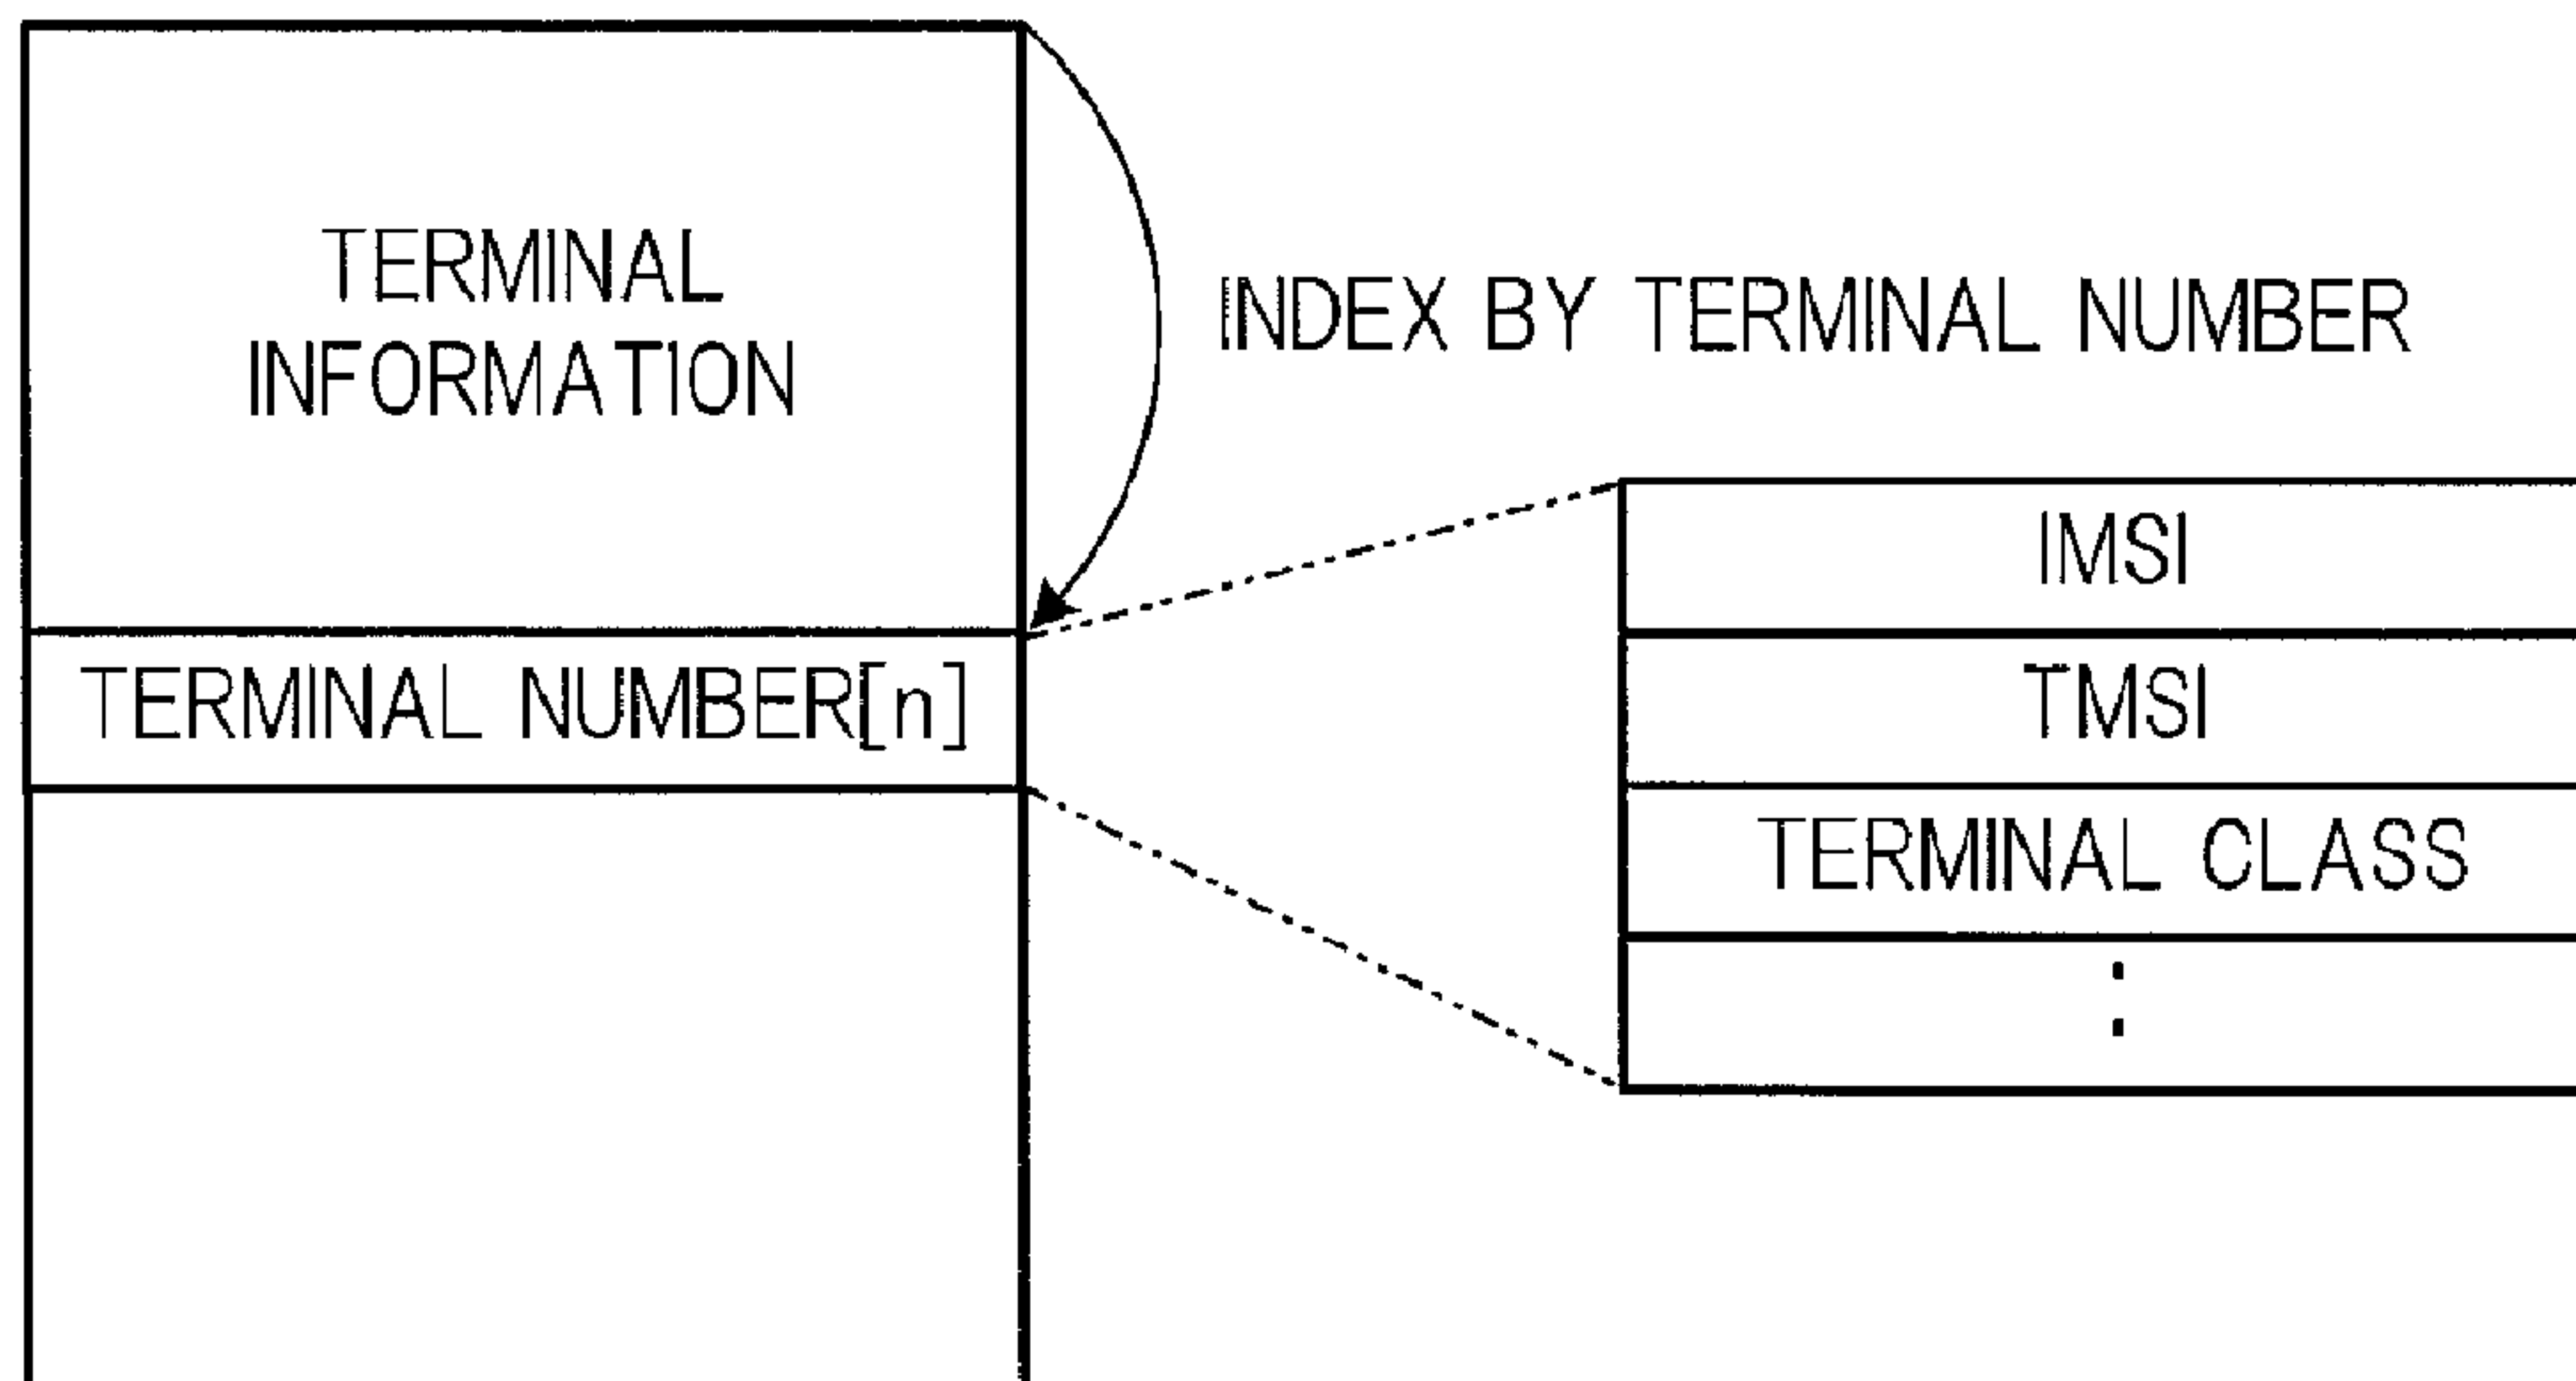 TERMINAL
INFORMATION
INDEX BY TERMINAL NUMBER
TERMINAL NUMBER[n]
IMSI
TMSI
TERMINAL CLASS
: